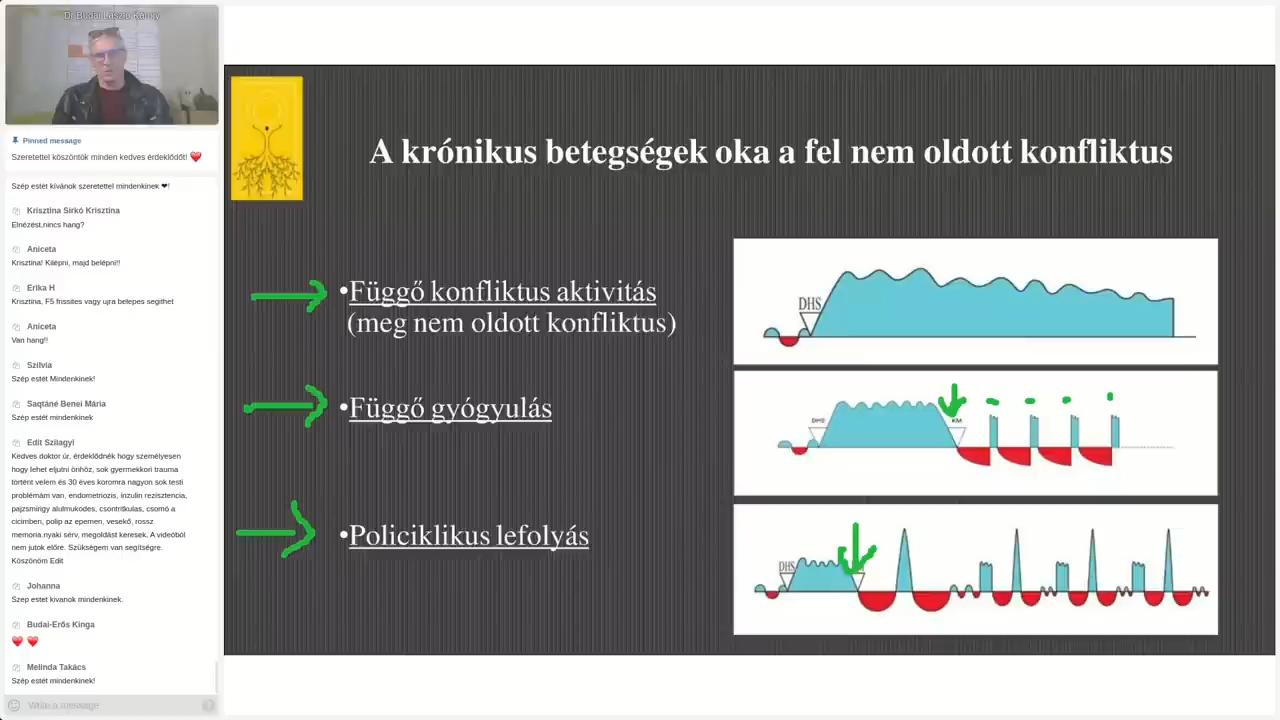 Dr Budai László Károly
Pinned message
Szeretettel köszöntök minden kedves érdeklődőt! ❤️
Szép estét kívánok szeretettel mindenkinek ❤!
Krisztina Sirkó Krisztina
Elnézést,nincs hang?
Aniceta
Krisztina! Kilépni, majd belépni!!
Erika H
Krisztina, F5 frissites vagy ujra belepes segithet
Aniceta
Van hang!!
Szilvia
Szép estét Mindenkinek!
Saqtáné Benei Mária
Szép estét mindenkinek
Edit Szilagyi
Kedves doktor úr, érdeklődnék hogy személyesen
hogy lehet eljutni önhöz, sok gyermekkori trauma
történt velem és 30 éves koromra nagyon sok testi
problémám van, endometriozis, inzulin rezisztencia,
pajzsmirigy alulmukodes, csontritkulas, csomó a
cicimben, polip az epemen, vesekő, rossz
memoria.nyaki sérv, megoldást keresek. A videóból
nem jutok előré. Szükségem van segítségre.
Köszönöm Edit
Johanna
Szep estet kivanok mindenkinek.
Budai-Erős Kinga
❤️ ❤️
Melinda Takács
Szép estét mindenkinek!
Write a message
A krónikus betegségek oka a fel nem oldott konfliktus
•Függő konfliktus aktivitás
(meg nem oldott konfliktus)
•Függő gyógyulás
•Policiklikus lefolyás
DHS
DHS
KM
DHS